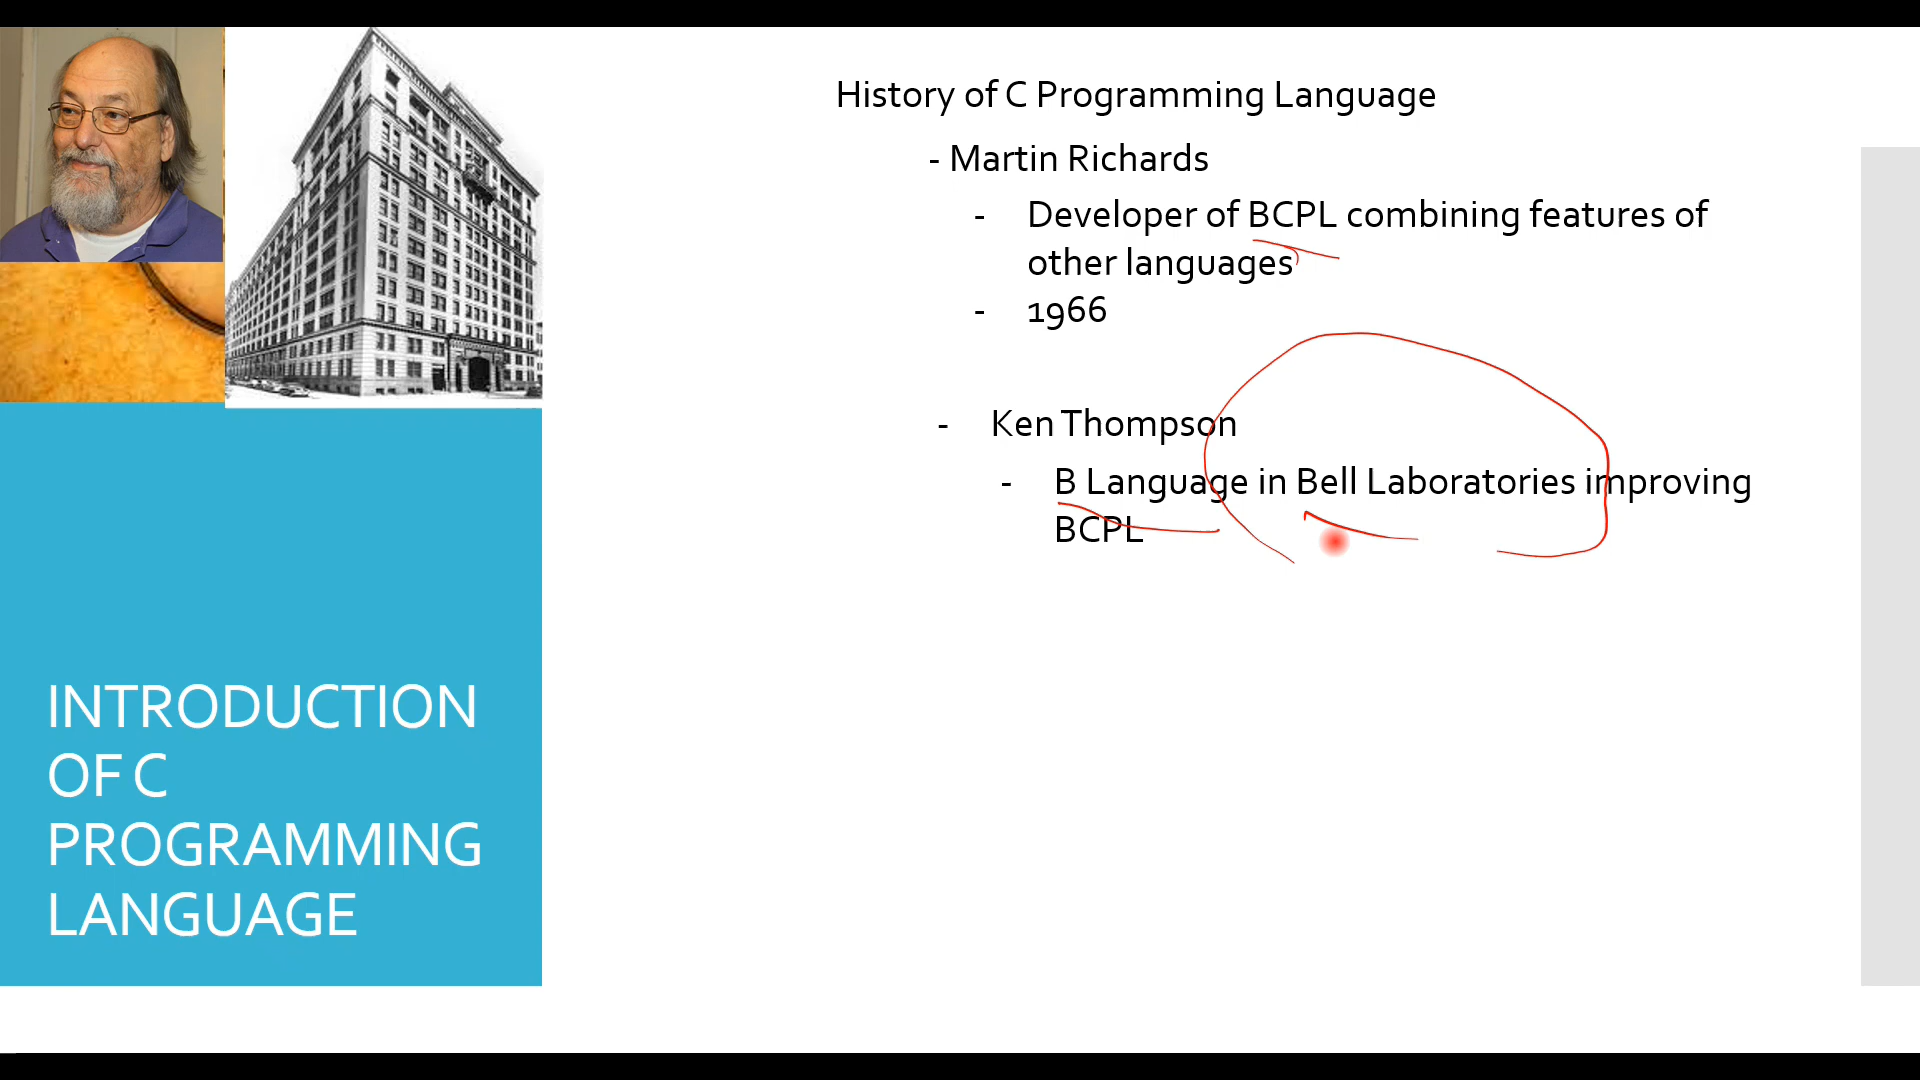 History of C Programming Language
- Martin Richards
- Developer of BCPL combining features of
other languages
- 1966
- Ken Thompson
- B Language in Bell Laboratories improving
BCPL
INTRODUCTION
OF C
PROGRAMMING
LANGUAGE